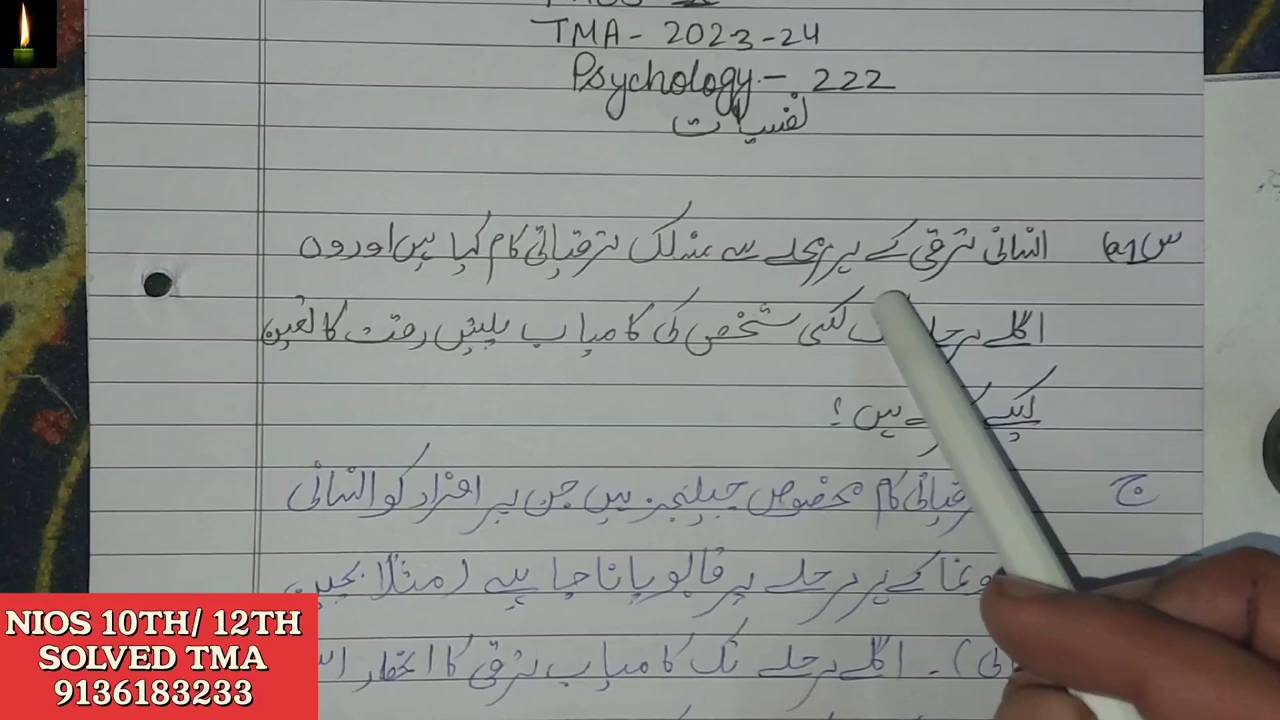 TMA - 2023-24
Psychology - 222
نفسیات
انسانی ترقی کے ہر مرحلے سے منسلک ترقیاتی کام کیا ہیں اور وہ
اگلے مرحلے کسی شخص کی کامیاب پیش رفت کا تعین
کیسے ہیں؟
ج کام مخصوص چیلنجز ہیں جن پر افراد کو انسانی
کے ہر مرحلے پر قابو پانا چاہیے (مثلاً بچپن
اگلے مرحلے تک کامیاب ترقی کا انحصار
NIOS 10TH/ 12TH
SOLVED TMA
9136183233